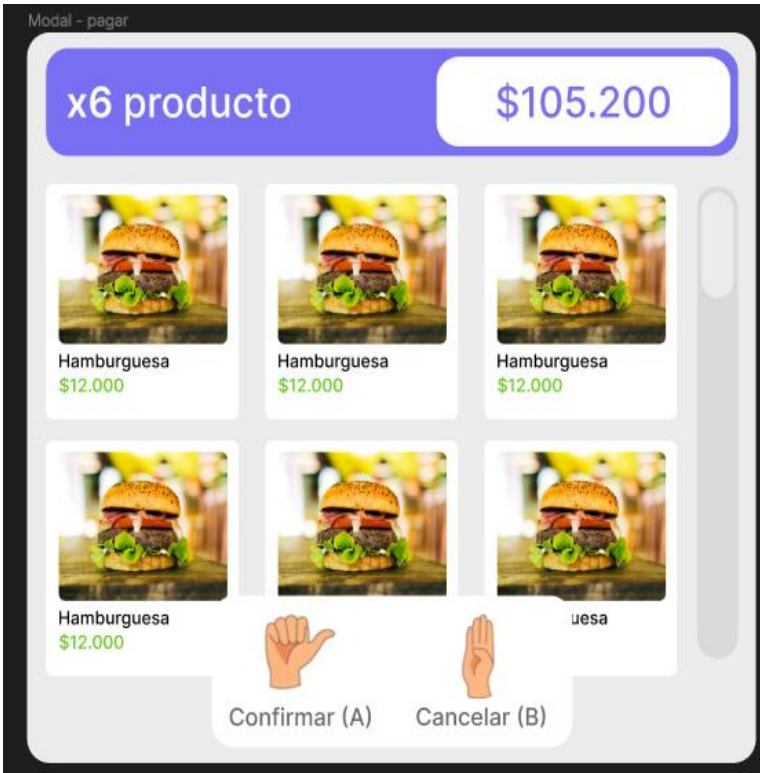 Modal - pagar
x6 producto
$105.200
Hamburguesa
$12.000
Hamburguesa
$12.000
Hamburguesa
$12.000
Hamburguesa
$12.000
uesa
Confirmar (A)
Cancelar (B)